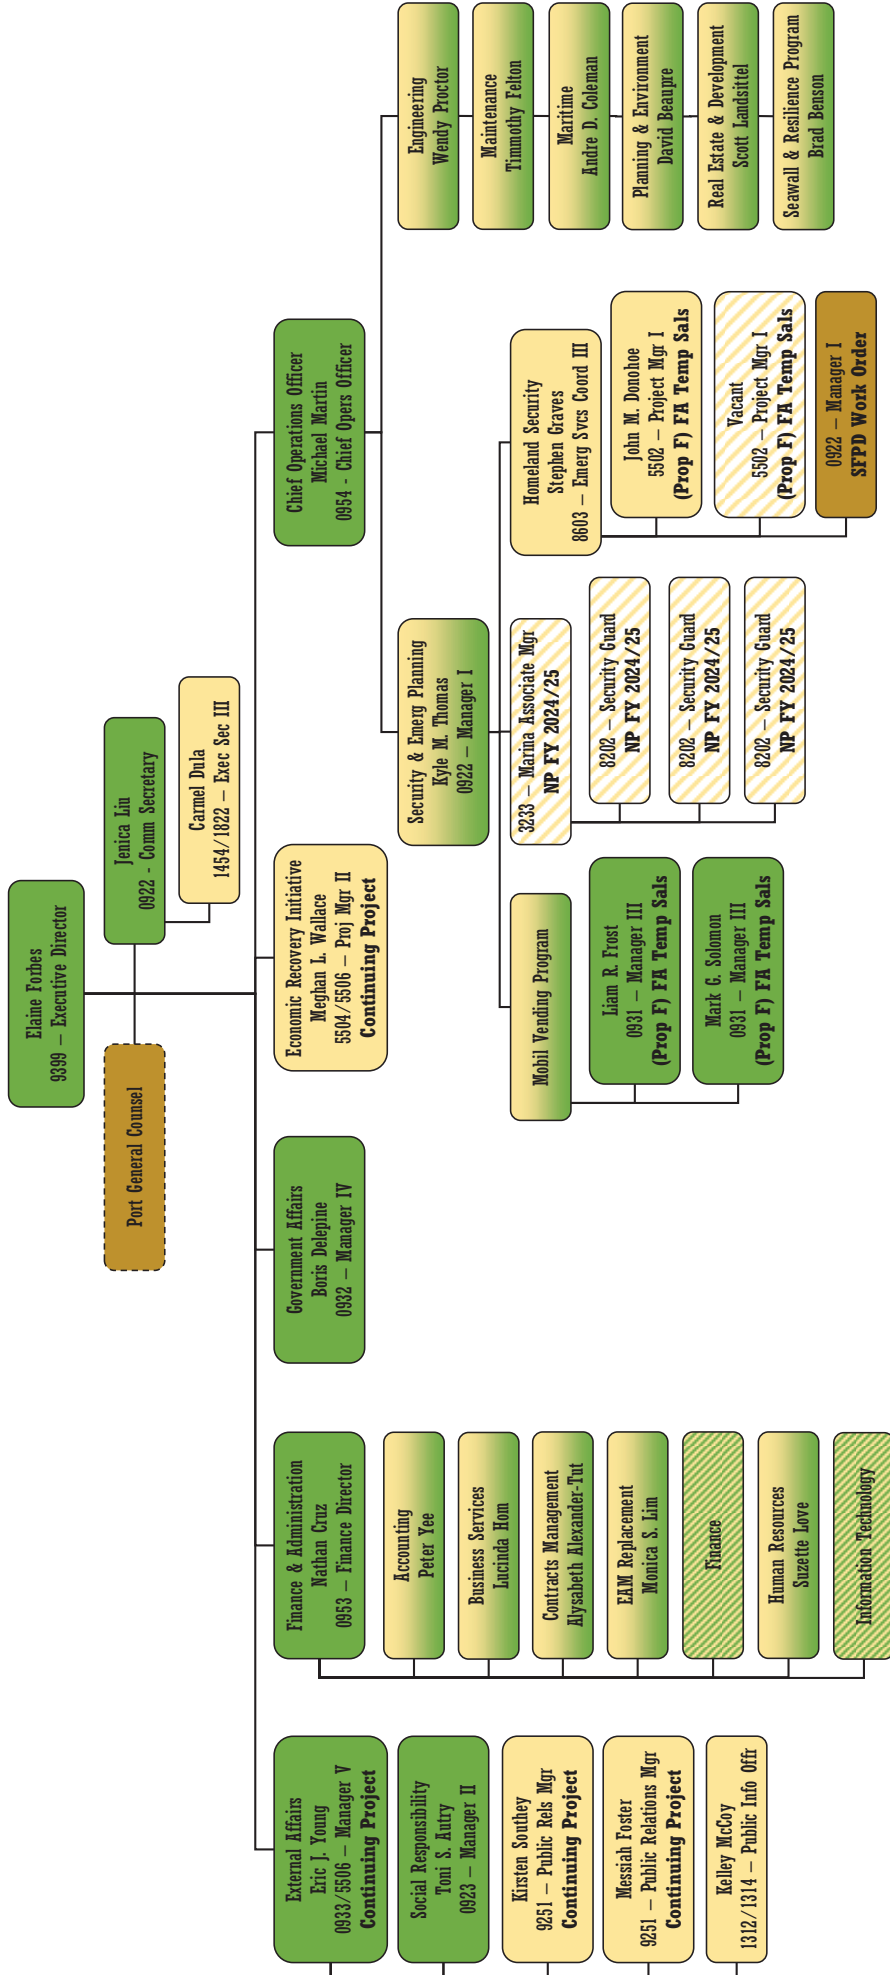 Elaine Forbes
9399 – Executive Director
Port General Counsel
Jenica Liu
0922 - Comm Secretary
Carmel Dula
1454/1822 – Exec Sec III
External Affairs
Eric J. Young
0933/5506 – Manager V
Continuing Project
Social Responsibility
Toni S. Autry
0923 – Manager II
Kirsten Southey
9251 – Public Rels Mgr
Continuing Project
Messiah Foster
9251 – Public Relations Mgr
Continuing Project
Kelley McCoy
1312/1314 – Public Info Offr
Finance & Administration
Nathan Cruz
0953 – Finance Director
Accounting
Peter Yee
Business Services
Lucinda Hom
Contracts Management
Alysabeth Alexander-Tut
EAM Replacement
Monica S. Lim
Finance
Human Resources
Suzette Love
Information Technology
Government Affairs
Boris Delepine
0932 – Manager IV
Economic Recovery Initiative
Meghan L. Wallace
5504/5506 – Proj Mgr II
Continuing Project
Chief Operations Officer
Michael Martin
0954 - Chief Opers Officer
Security & Emerg Planning
Kyle M. Thomas
0922 – Manager I
Mobil Vending Program
Liam R. Frost
0931 – Manager III
(Prop F) FA Temp Sals
Mark G. Solomon
0931 – Manager III
(Prop F) FA Temp Sals
3233 – Marina Associate Mgr
NP FY 2024/25
8202 – Security Guard
NP FY 2024/25
8202 – Security Guard
NP FY 2024/25
8202 – Security Guard
NP FY 2024/25
Homeland Security
Stephen Graves
8603 – Emerg Svcs Coord III
John M. Donohoe
5502 – Project Mgr I
(Prop F) FA Temp Sals
Vacant
5502 – Project Mgr I
(Prop F) FA Temp Sals
0922 – Manager I
SFPD Work Order
Engineering
Wendy Proctor
Maintenance
Timmothy Felton
Maritime
Andre D. Coleman
Planning & Environment
David Beaupre
Real Estate & Development
Scott Landsittel
Seawall & Resilience Program
Brad Benson